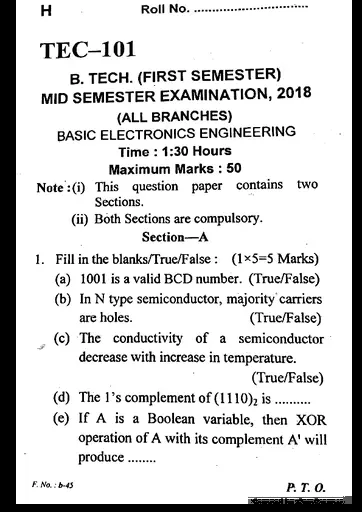 H Roll No. ................................
TEC–101
B. TECH. (FIRST SEMESTER)
MID SEMESTER EXAMINATION, 2018
(ALL BRANCHES)
BASIC ELECTRONICS ENGINEERING
Time : 1:30 Hours
Maximum Marks : 50
Note :(i) This question paper contains two
Sections.
(ii) Both Sections are compulsory.
Section—A
1. Fill in the blanks/True/False : (1×5=5 Marks)
(a) 1001 is a valid BCD number. (True/False)
(b) In N type semiconductor, majority carriers
are holes. (True/False)
(c) The conductivity of a semiconductor
decrease with increase in temperature.
(True/False)
(d) The 1's complement of (1110)₂ is ..........
(e) If A is a Boolean variable, then XOR
operation of A with its complement A' will
produce ........
F. No. : b-45 P. T. O.